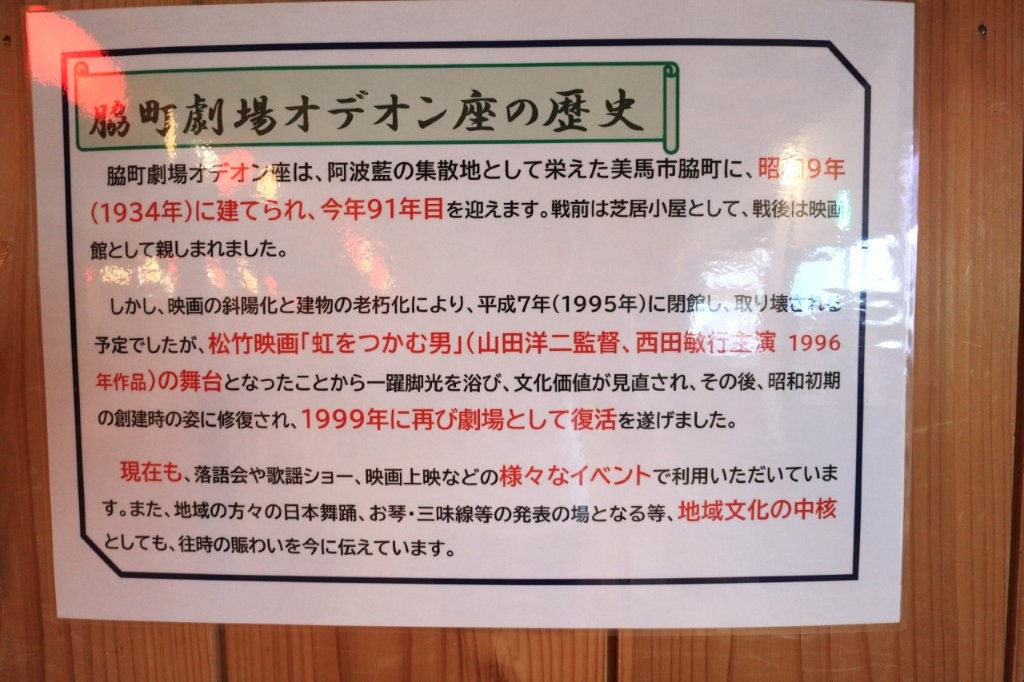 脇町劇場オデオン座の歴史
脇町劇場オデオン座は、阿波藍の集散地として栄えた美馬市脇町に、昭和9年
(1934年)に建てられ、今年91年目を迎えます。戦前は芝居小屋として、戦後は映画
館として親しまれました。
しかし、映画の斜陽化と建物の老朽化により、平成7年(1995年)に閉館し、取り壊される
予定でしたが、松竹映画「虹をつかむ男」(山田洋二監督、西田敏行主演 1996
年作品)の舞台となったことから一躍脚光を浴び、文化価値が見直され、その後、昭和初期
の創建時の姿に修復され、1999年に再び劇場として復活を遂げました。
現在も、落語会や歌謡ショー、映画上映などの様々なイベントで利用いただいていま
す。また、地域の方々の日本舞踊、お琴・三味線等の発表の場となる等、地域文化の中核
としても、往時の賑わいを今に伝えています。